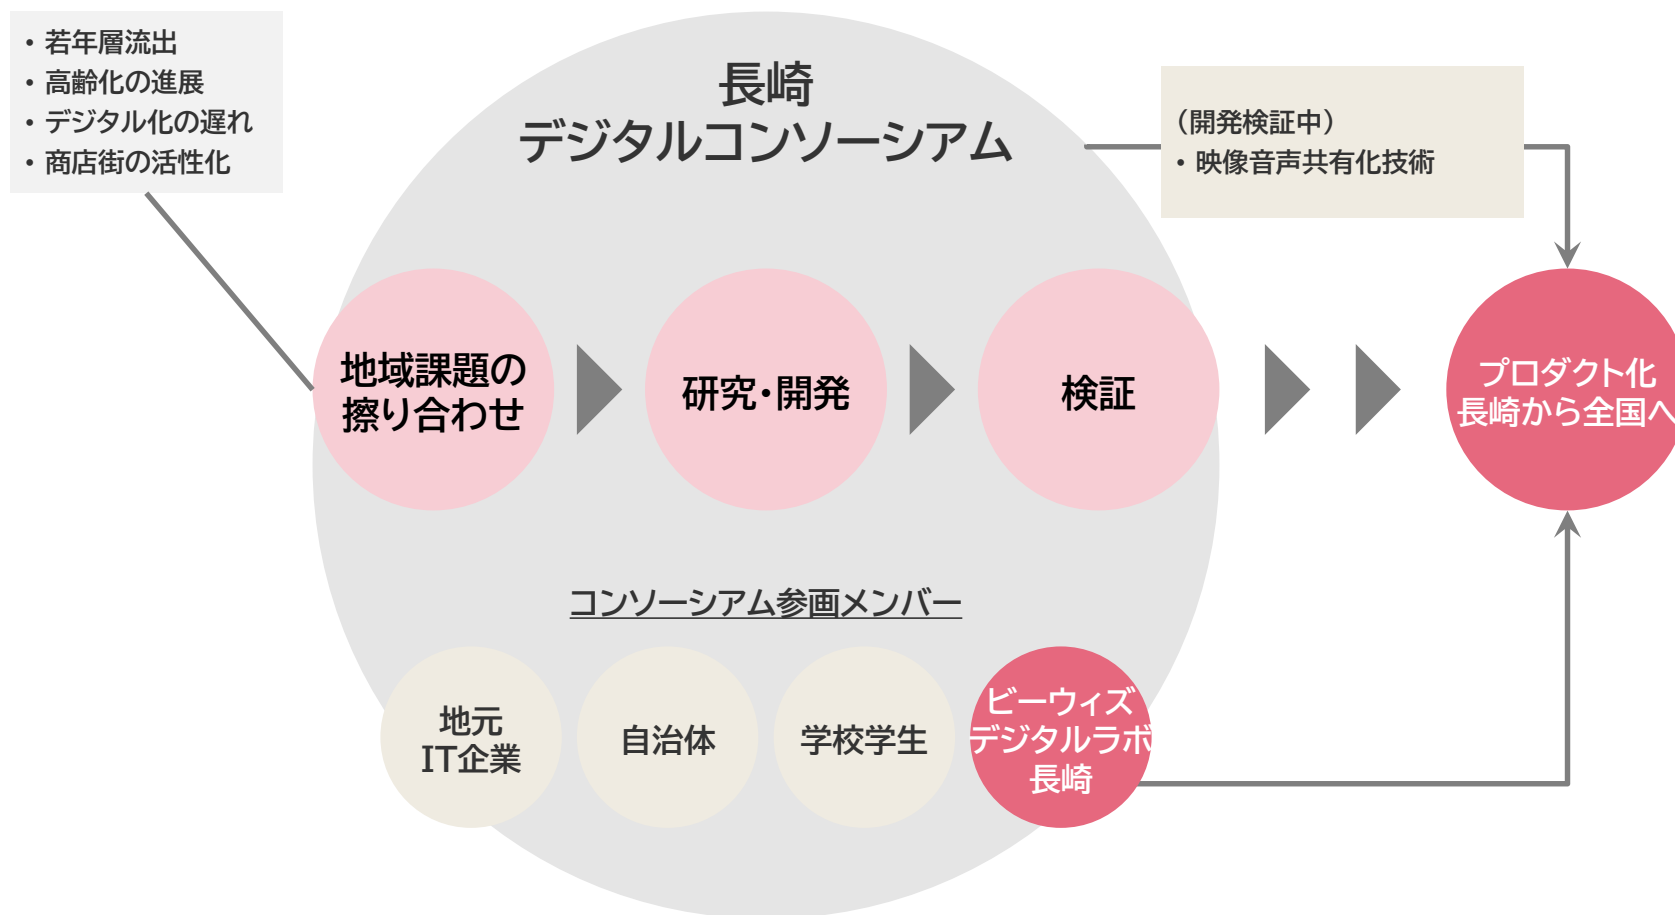 ・若年層流出
・高齢化の進展
・デジタル化の遅れ
・商店街の活性化
長崎
デジタルコンソーシアム
（開発検証中）
・映像音声共有化技術
地域課題の
擦り合わせ
研究・開発
検証
プロダクト化
長崎から全国へ
コンソーシアム参画メンバー
地元
IT企業
自治体
学校学生
ビーウィズ
デジタルラボ
長崎